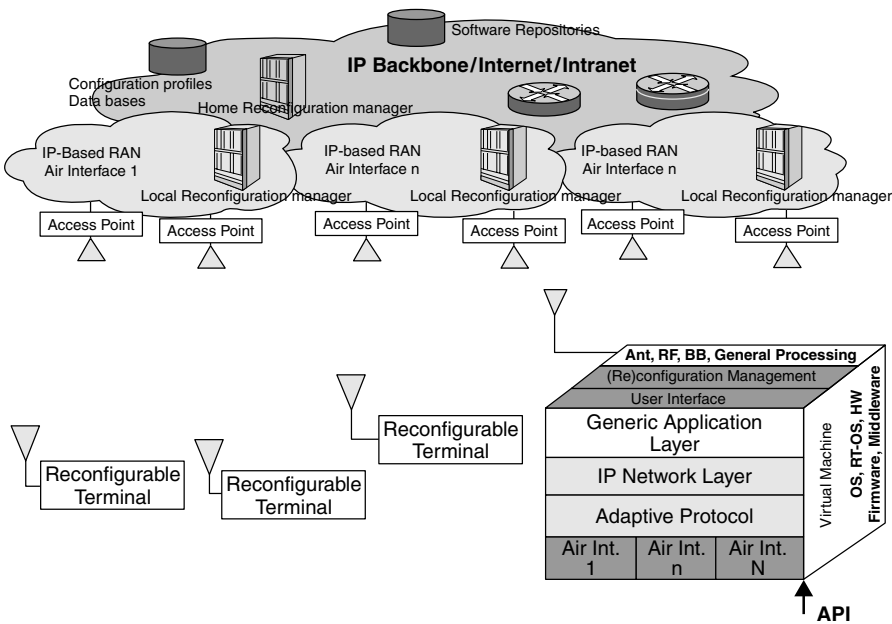 Software Repositories
IP Backbone/Internet/Intranet
Configuration profiles
Data bases
Home Reconfiguration manager
IP-Based RAN
Air Interface 1
Local Reconfiguration manager
IP-based RAN
Air Interface n
Local Reconfiguration manager
IP-based RAN
Air Interface n
Local Reconfiguration manager
Access Point
Access Point
Access Point
Access Point
Access Point
Access Point
Reconfigurable
Terminal
Reconfigurable
Terminal
Reconfigurable
Terminal
Ant, RF, BB, General Processing
(Re)configuration Management
User Interface
Generic Application
Layer
IP Network Layer
Adaptive Protocol
Air Int.
1
Air Int.
n
Air Int.
N
Virtual Machine
OS, RT-OS, HW
Firmware, Middleware
API